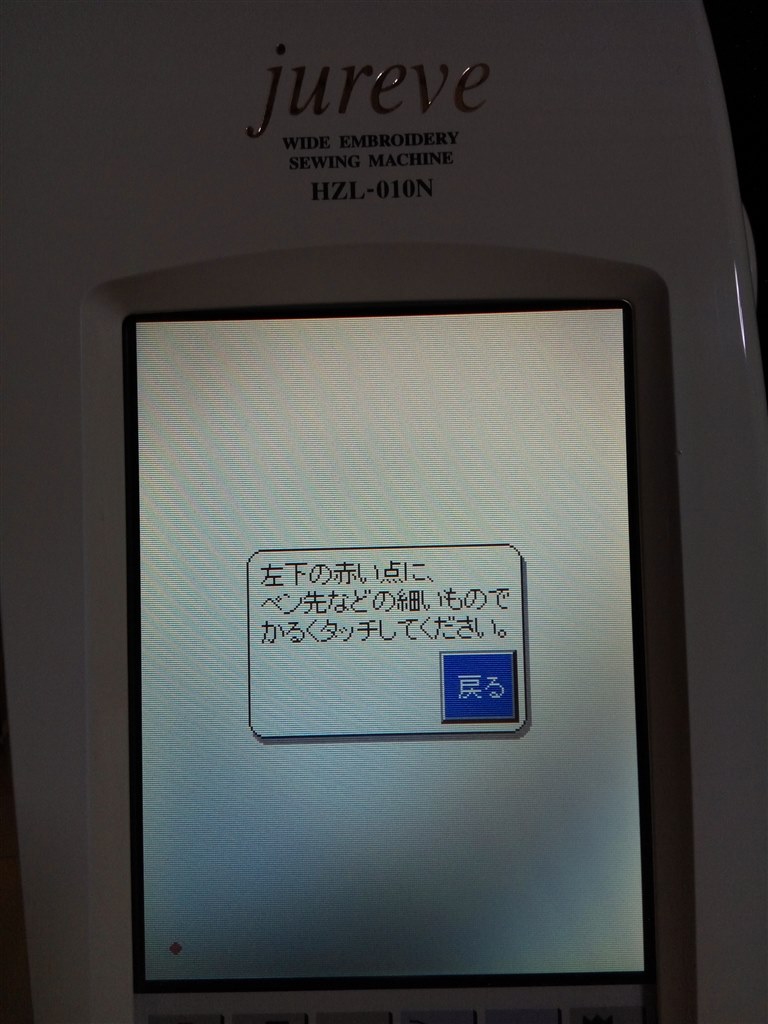 jureve
WIDE EMBROIDERY
SEWING MACHINE
HZL-010N
左下の赤い点に、
ペン先などの細いもので
かるくタッチしてください。
戻る